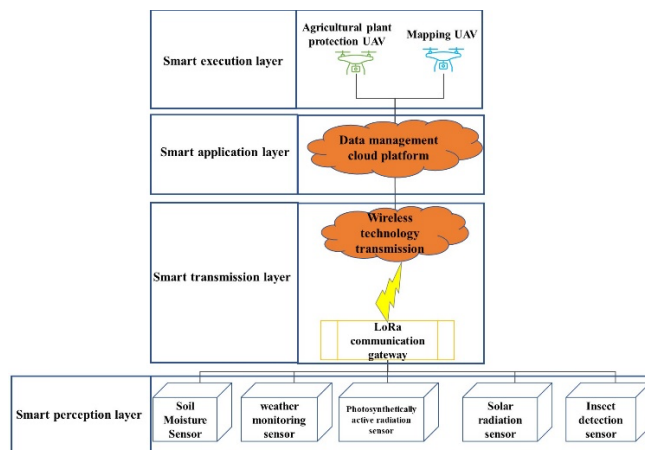 Agricultural plant
protection UAV
Mapping UAV
Smart execution layer
Smart application layer
Data management
cloud platform
Wireless
technology
transmission
Smart transmission layer
LoRa
communication
gateway
Smart perception layer
Soil
Moisture
Sensor
weather
monitoring
sensor
Photosynthetically
active radiation
sensor
Solar
radiation
sensor
Insect
detection
sensor